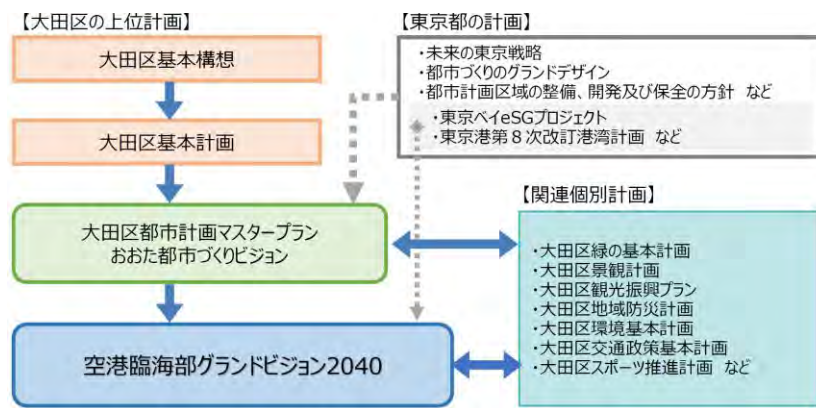 【大田区の上位計画】
大田区基本構想
大田区基本計画
大田区都市計画マスタープラン
おおた都市づくりビジョン
空港臨海部グランドビジョン2040
【東京都の計画】
・未来の東京戦略
・都市づくりのグランドデザイン
・都市計画区域の整備、開発及び保全の方針 など
・東京ベイeSGプロジェクト
・東京港第８次改訂港湾計画 など
【関連個別計画】
・大田区緑の基本計画
・大田区景観計画
・大田区観光振興プラン
・大田区地域防災計画
・大田区環境基本計画
・大田区交通政策基本計画
・大田区スポーツ推進計画 など